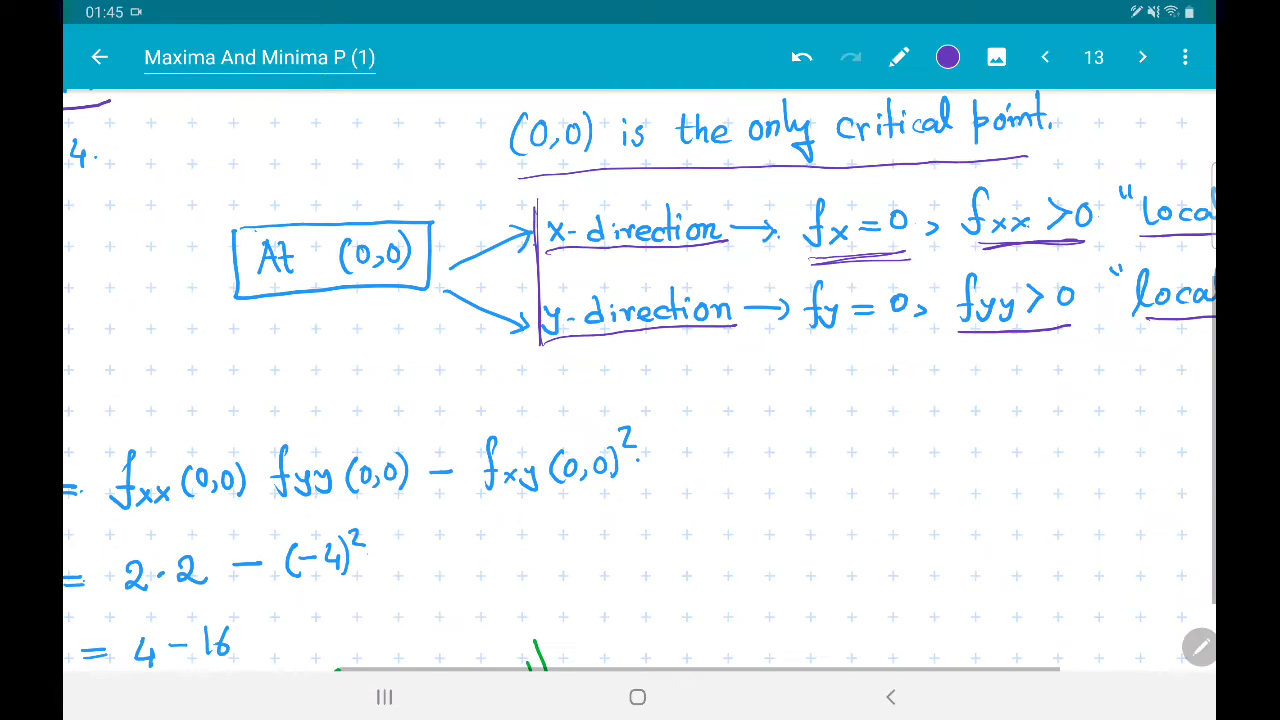 01:45
Maxima And Minima P (1)
13
(0,0) is the only critical point.
4.
x-direction → fx = 0 , fxx > 0 "loca
At (0,0)
y-direction → fy = 0, fyy > 0 "local
= fxx (0,0) fyy (0,0) - fxy (0,0)².
= 2·2 - (-4)²
= 4 - 16